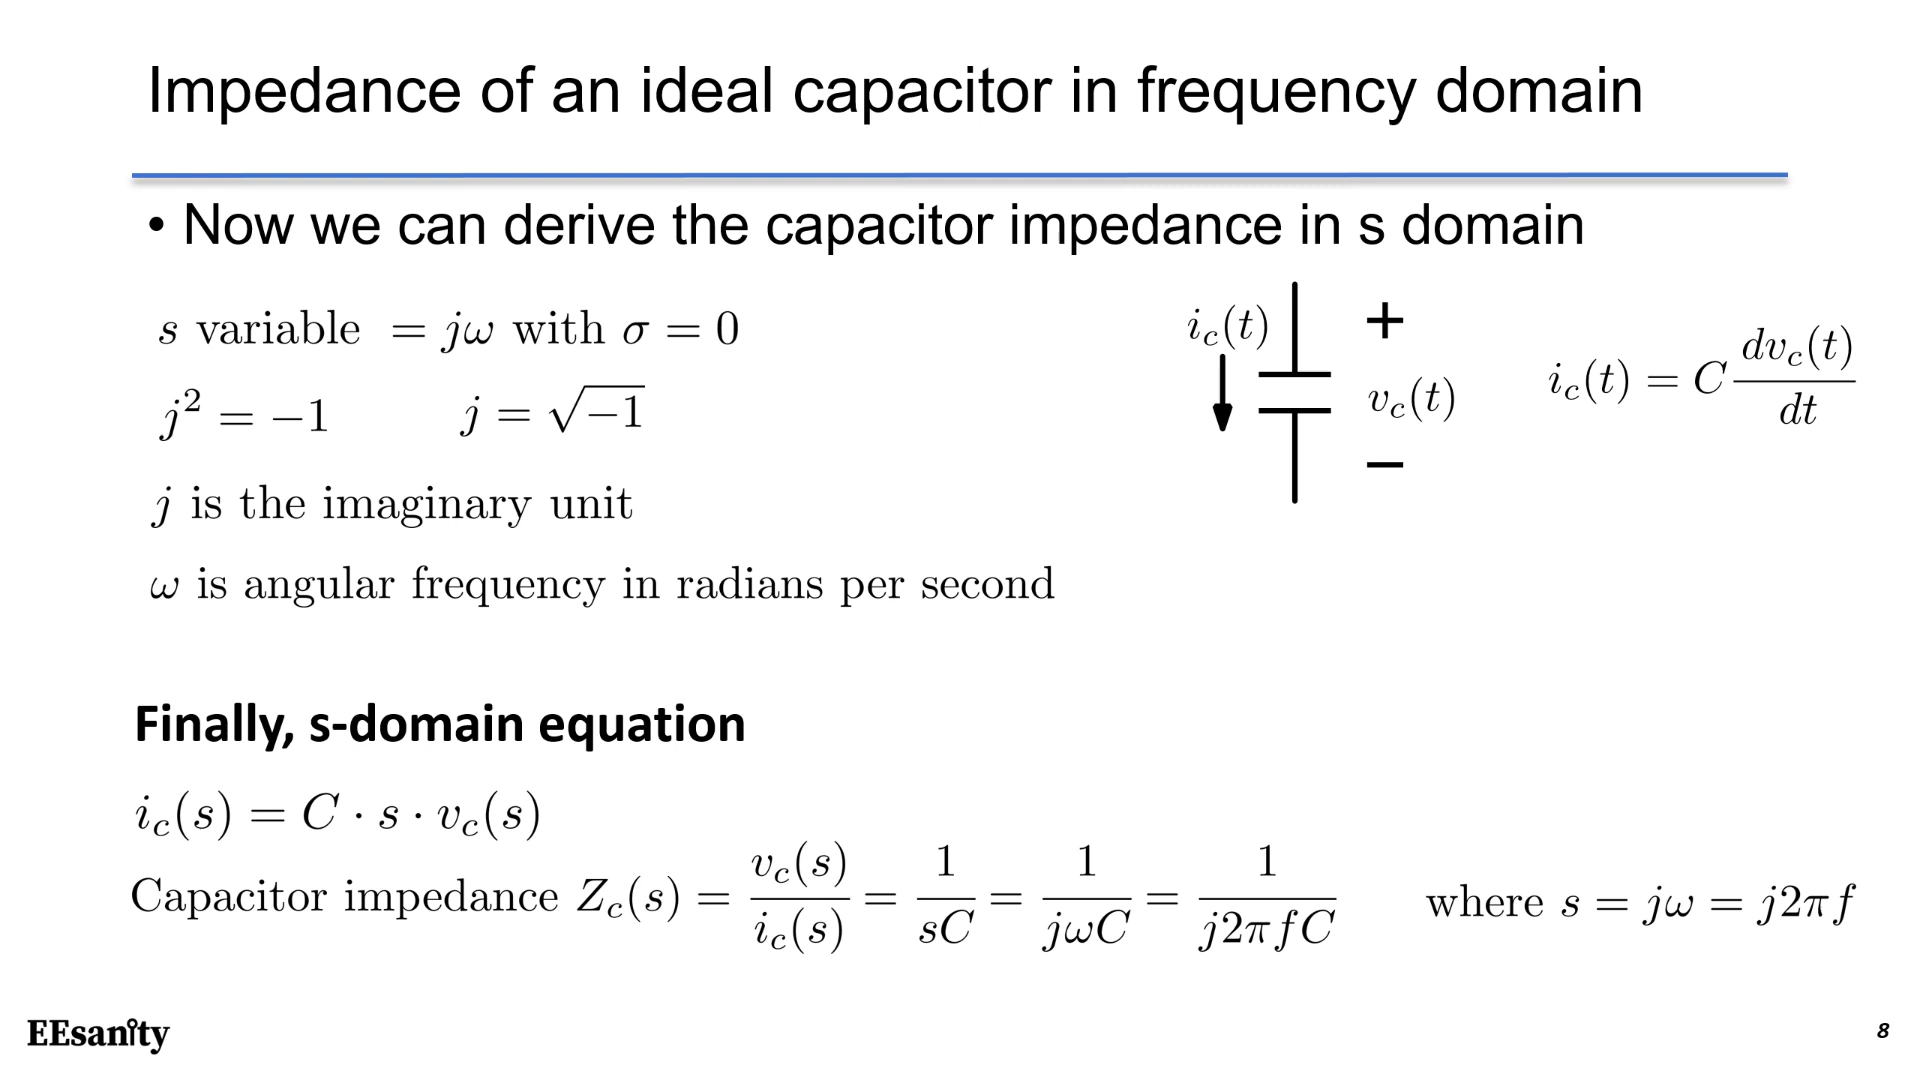 Impedance of an ideal capacitor in frequency domain
• Now we can derive the capacitor impedance in s domain
s variable = jω with σ = 0
j² = −1 j = √−1
j is the imaginary unit
ω is angular frequency in radians per second
i_c(t)
+
v_c(t)
−
i_c(t) = C dv_c(t)/dt
Finally, s-domain equation
i_c(s) = C · s · v_c(s)
Capacitor impedance Z_c(s) = v_c(s)/i_c(s) = 1/sC = 1/jωC = 1/j2πfC where s = jω = j2πf
EEsanity
8